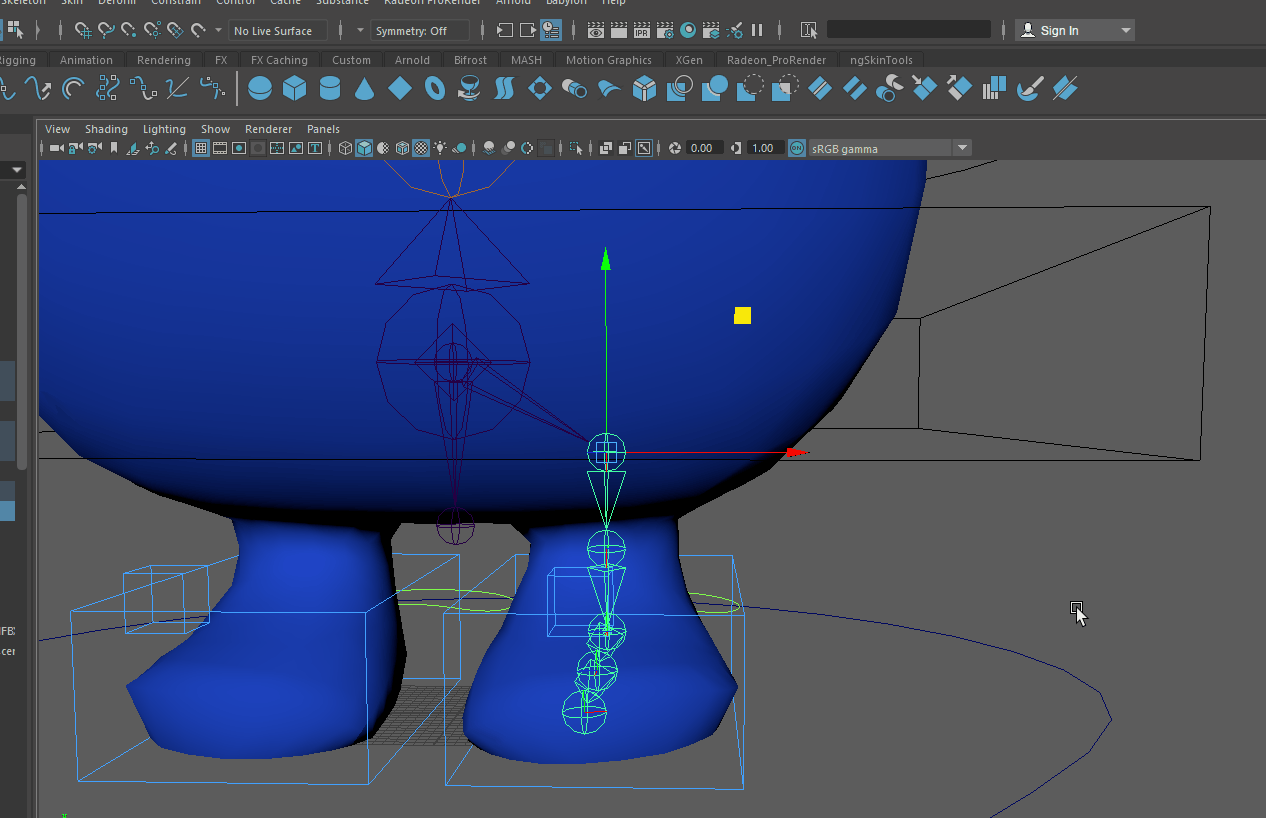 Skeleton Skin Deform Constrain Control Cache Substance Radeon ProRender Arnold Babylon Help
No Live Surface Symmetry: Off IPR Sign In
Rigging Animation Rendering FX FX Caching Custom Arnold Bifrost MASH Motion Graphics XGen Radeon_ProRender ngSkinTools
View Shading Lighting Show Renderer Panels
0.00 1.00 ON sRGB gamma